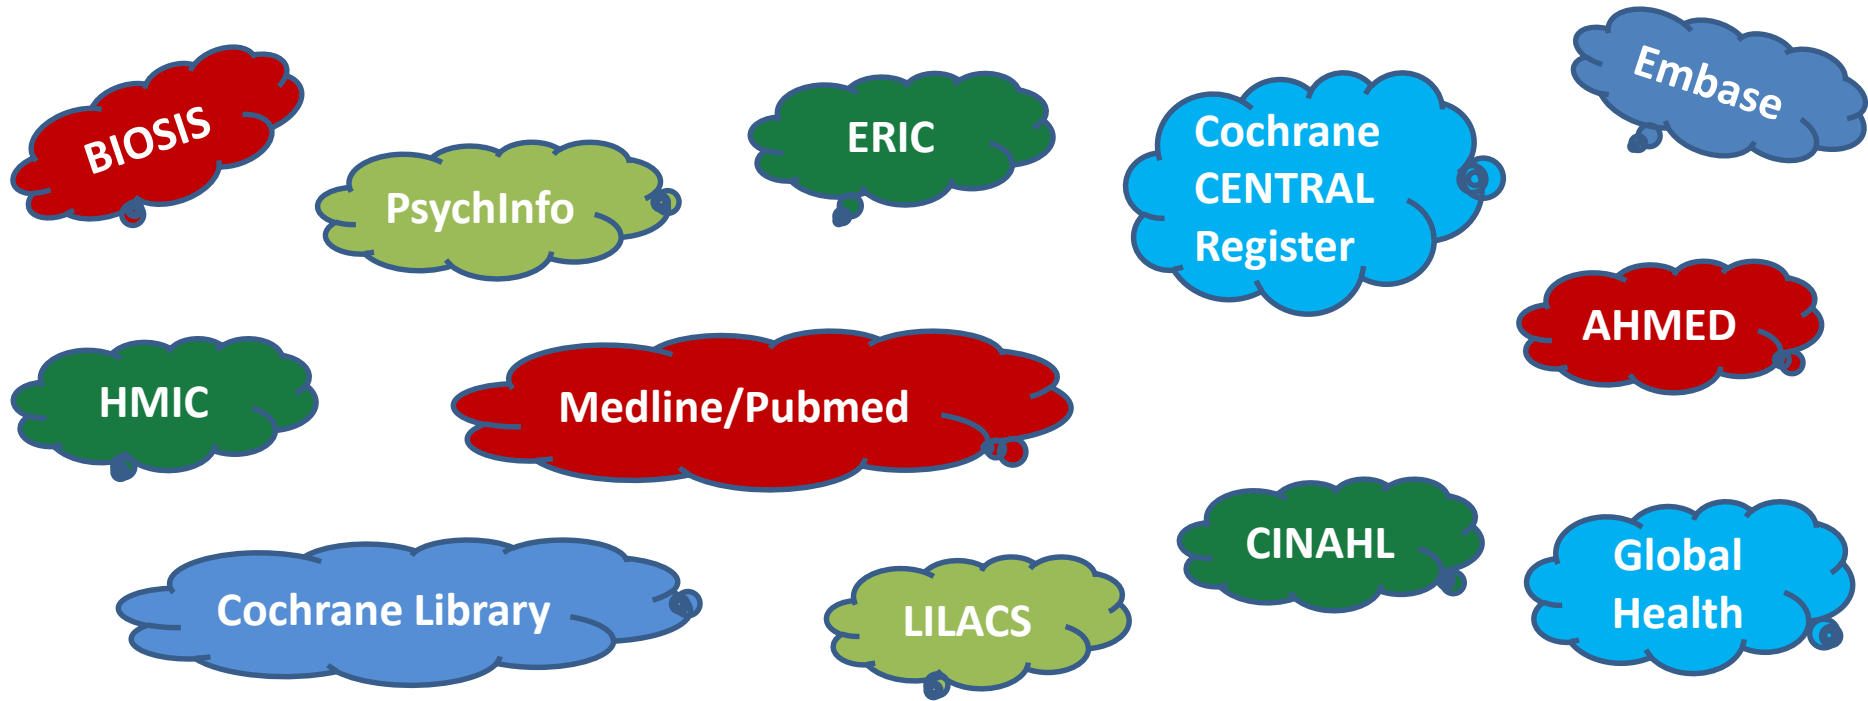 BIOSIS
PsychInfo
ERIC
Cochrane
CENTRAL
Register
Embase
HMIC
Medline/Pubmed
AHMED
Cochrane Library
LILACS
CINAHL
Global
Health